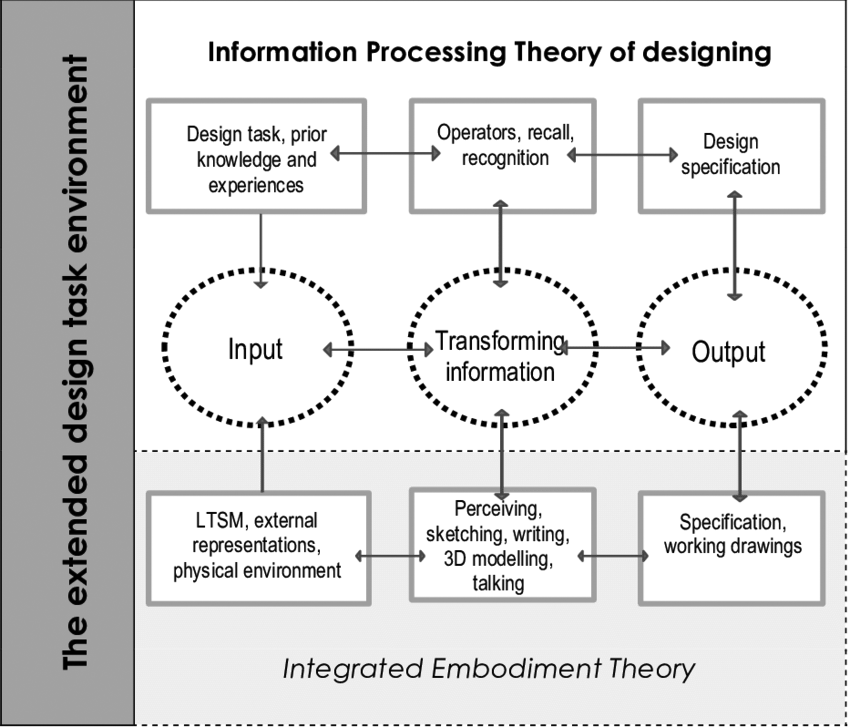 The extended design task environment
Information Processing Theory of designing
Design task, prior
knowledge and
experiences
Operators, recall,
recognition
Design
specification
Input
Transforming
information
Output
LTSM, external
representations,
physical environment
Perceiving,
sketching, writing,
3D modelling,
talking
Specification,
working drawings
Integrated Embodiment Theory